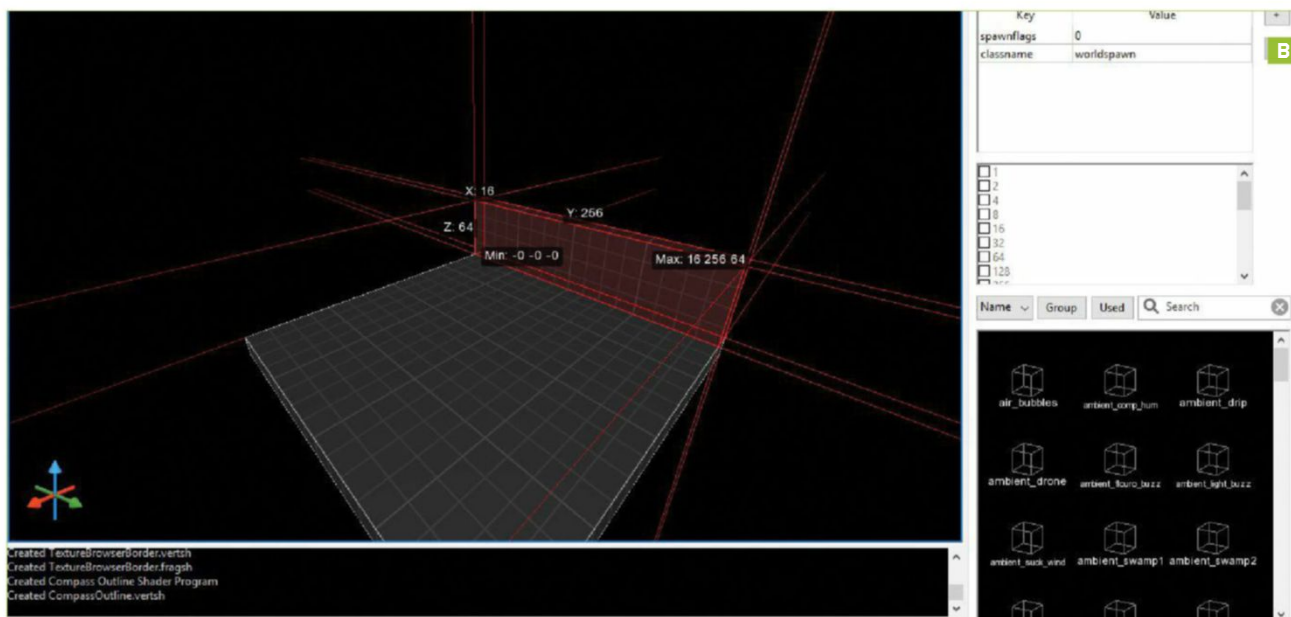 Key Value +
spawnflags 0
classname worldspawn
B
1
2
4
8
16
32
64
128
Name Group Used Search
X: 16
Y: 256
Z: 64
Min: -0 -0 -0
Max: 16 256 64
air_bubbles ambient_comp_hum ambient_drip
ambient_drone ambient_flouro_buzz ambient_light_buzz
ambient_suck_wind ambient_swamp1 ambient_swamp2
Created TextureBrowserBorder.vertsh
Created TextureBrowserBorder.fragsh
Created Compass Outline Shader Program
Created CompassOutline.vertsh